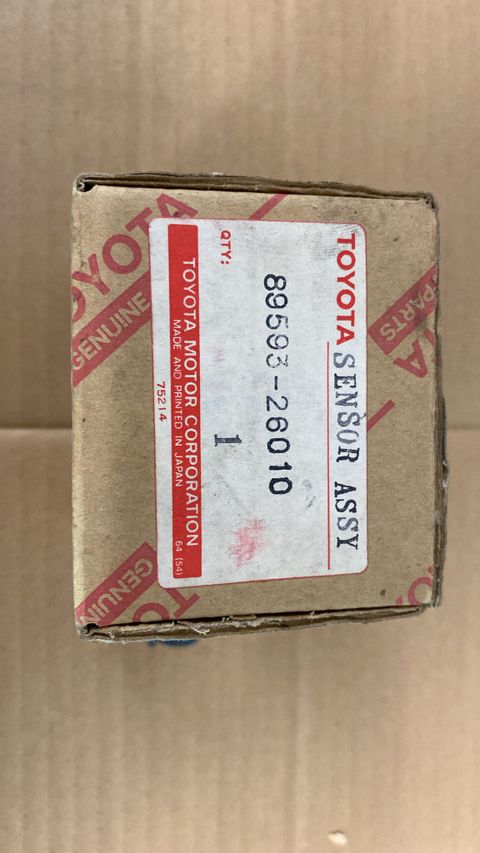 TOYOTA SENSOR ASSY
89593-26010
QTY: 1
TOYOTA MOTOR CORPORATION
MADE AND PRINTED IN JAPAN 64 (54)
75214
TOYOTA
GENUINE
PARTS
GENUIN